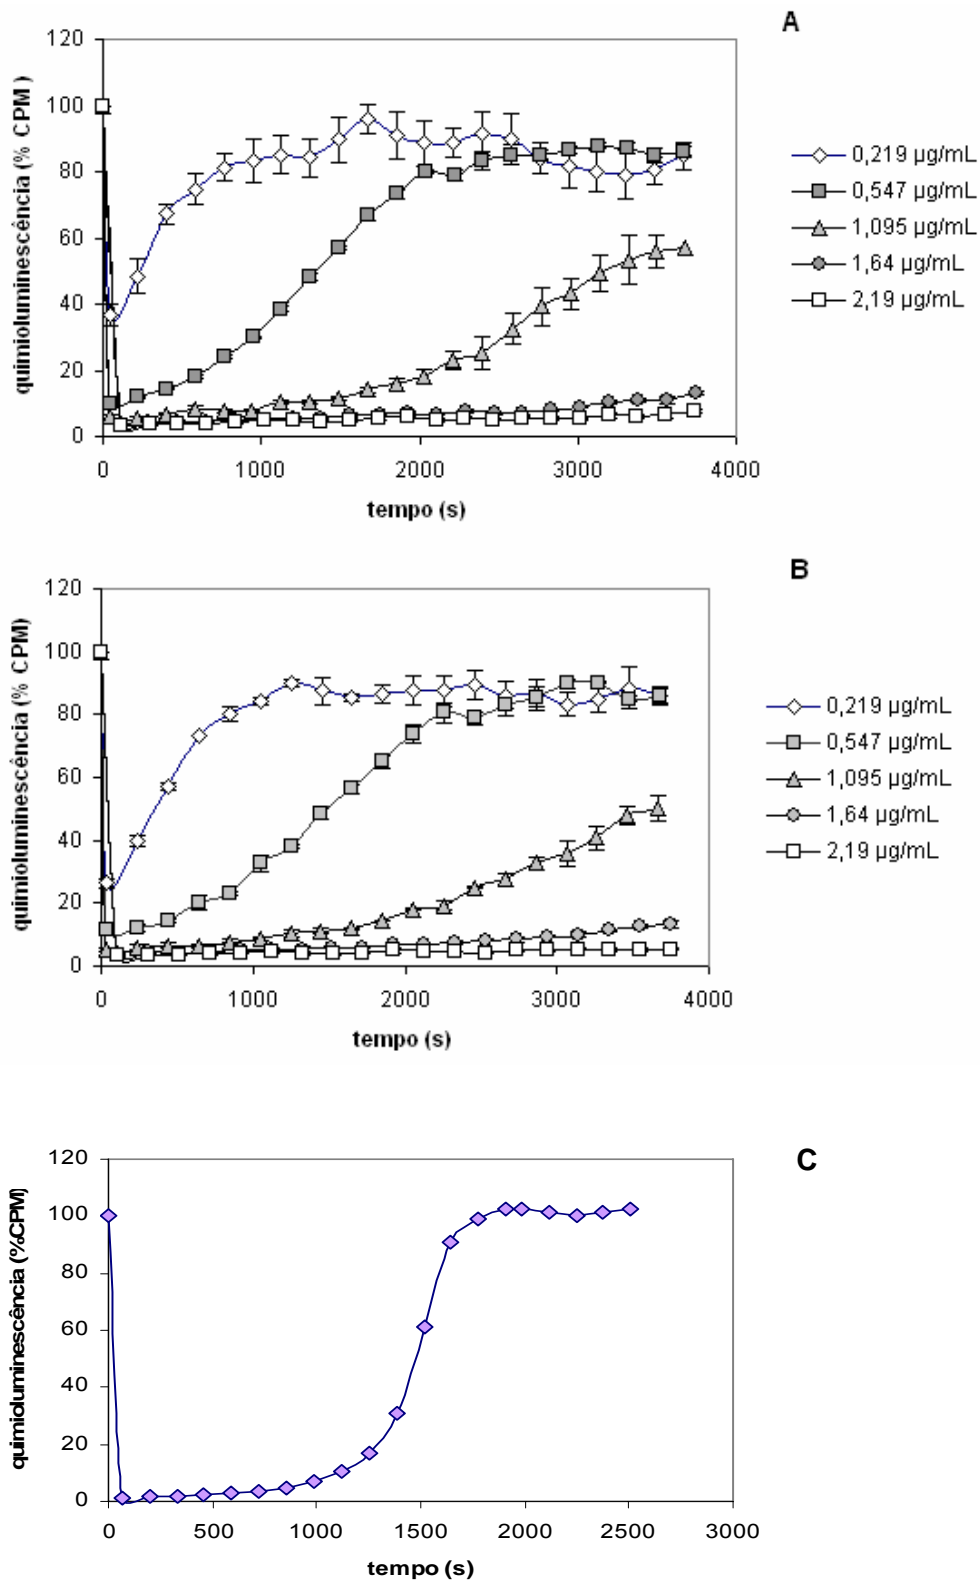 A
120
100
80
60
40
20
0
quimioluminescência (% CPM )
0 1000 2000 3000 4000
tempo (s)
0,219 µg/mL
0,547 µg/mL
1,095 µg/mL
1,64 µg/mL
2,19 µg/mL
B
120
100
80
60
40
20
0
quimioluminescência (% CPM)
0 1000 2000 3000 4000
tempo (s)
0,219 µg/mL
0,547 µg/mL
1,095 µg/mL
1,64 µg/mL
2,19 µg/mL
C
120
100
80
60
40
20
0
quimioluminescência (%CPM)
0 500 1000 1500 2000 2500 3000
tempo (s)